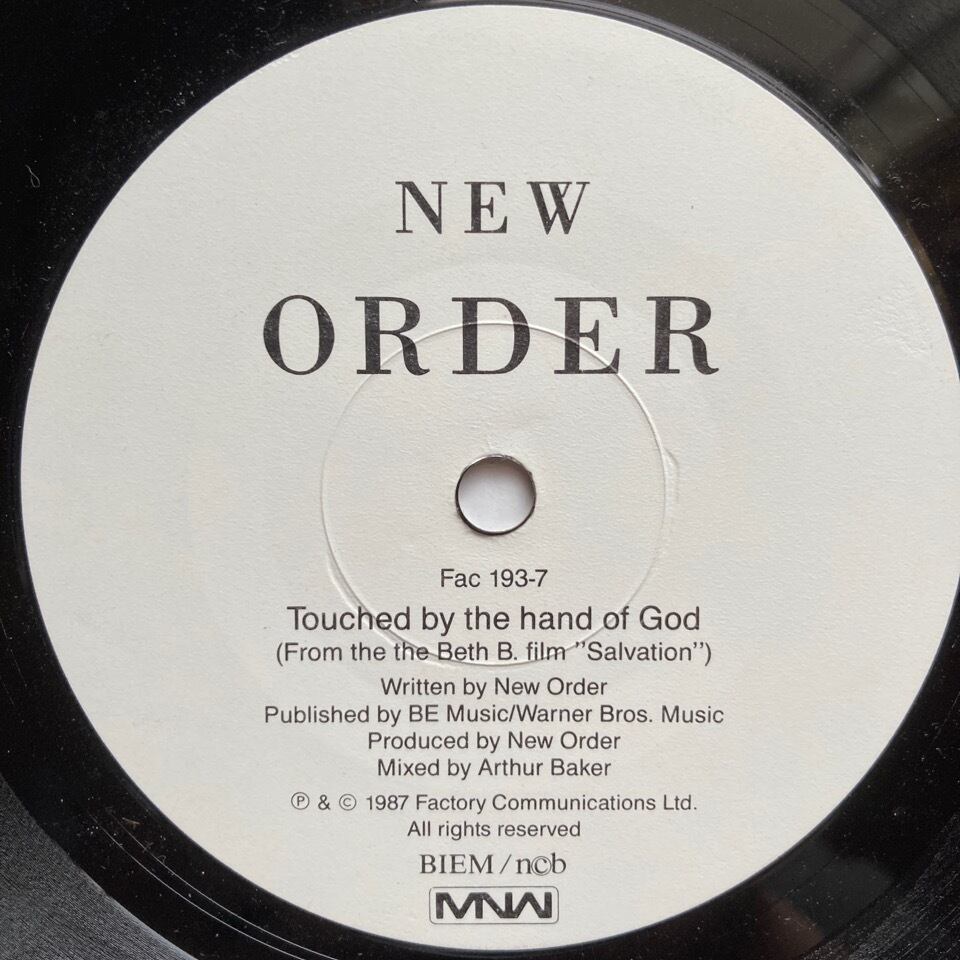 NEW
ORDER
Fac 193-7
Touched by the hand of God
(From the the Beth B. film ″Salvation″)
Written by New Order
Published by BE Music/Warner Bros. Music
Produced by New Order
Mixed by Arthur Baker
℗ & © 1987 Factory Communications Ltd.
All rights reserved
BIEM / n©b
MNW